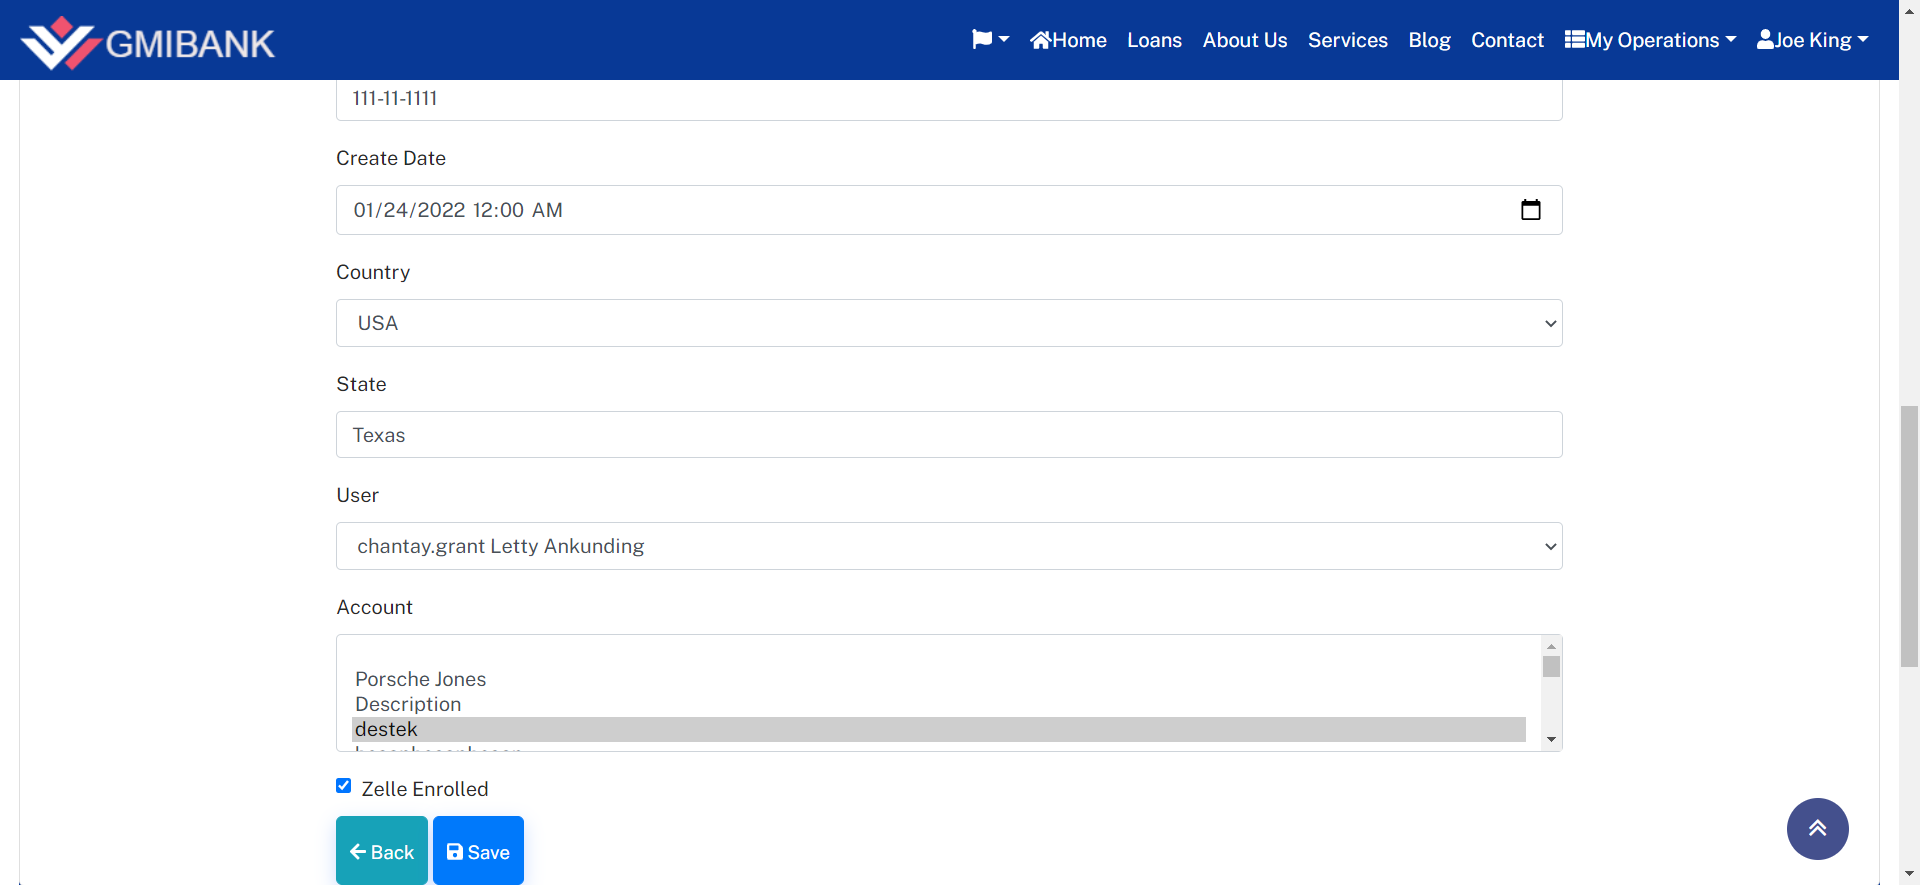 GMIBANK
Home Loans About Us Services Blog Contact My Operations Joe King
111-11-1111
Create Date
01/24/2022 12:00 AM
Country
USA
State
Texas
User
chantay.grant Letty Ankunding
Account
Porsche Jones
Description
destek
Zelle Enrolled
Back Save